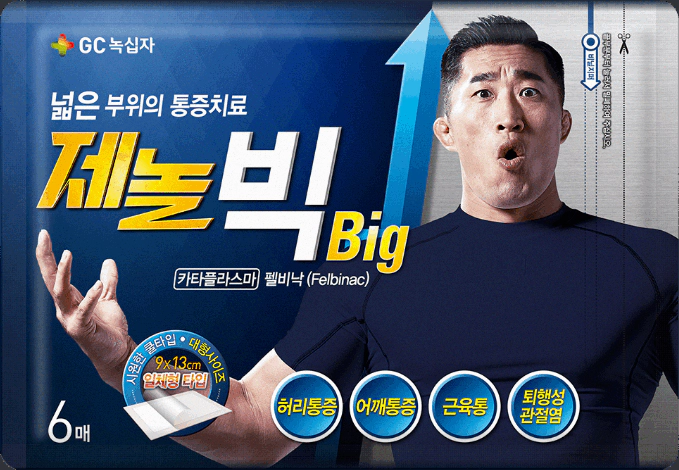 GC 녹십자
넓은 부위의 통증치료
제놀 빅 Big
카타플라스마 펠비낙 (Felbinac)
시원한 쿨타입 • 대형사이즈
9×13cm
일체형 타입
6매
허리통증
어깨통증
근육통
퇴행성
관절염